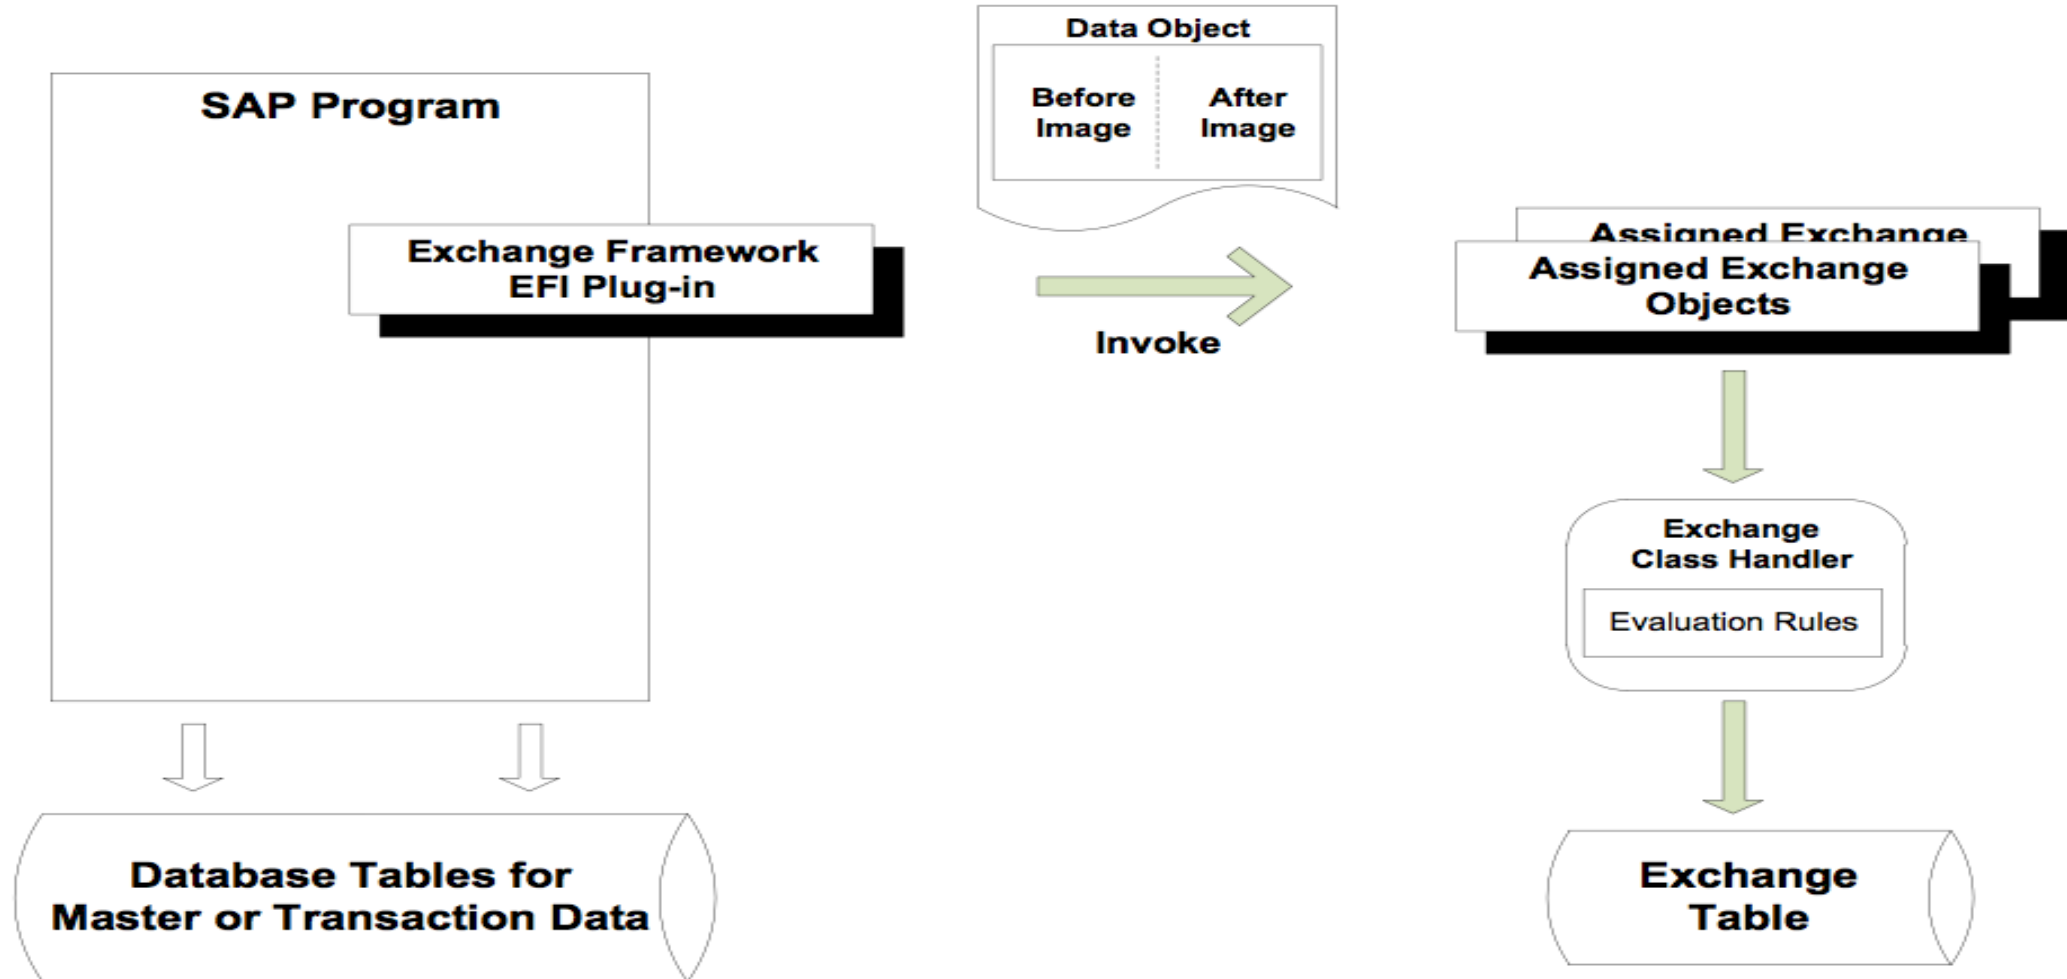 Data Object
Before
Image
After
Image
SAP Program
Exchange Framework
EFI Plug-in
Invoke
Assigned Exchange
Assigned Exchange
Objects
Exchange
Class Handler
Evaluation Rules
Database Tables for
Master or Transaction Data
Exchange
Table